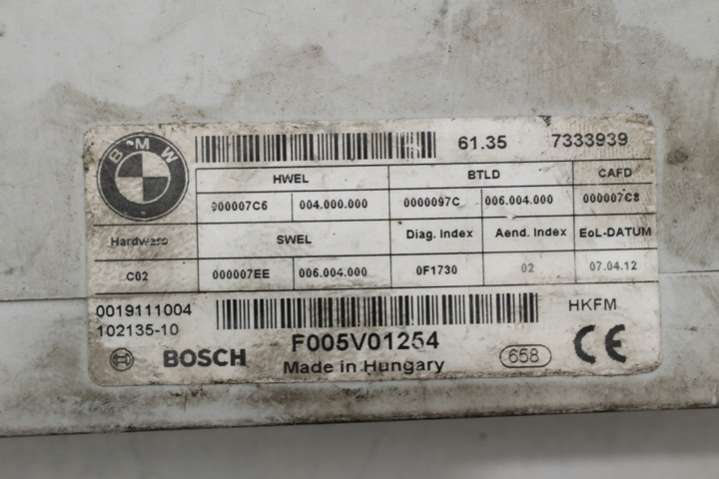 BMW 61.35 7333939
HWEL BTLD CAFD
000007C6 004.000.000 0000097C 006.004.000 000007C8
Hardware SWEL Diag. Index Aend. Index EoL-DATUM
C02 000007EE 006.004.000 0F1730 02 07.04.12
0019111004 HKFM
102135-10
BOSCH F005V01254 658 CE
Made in Hungary